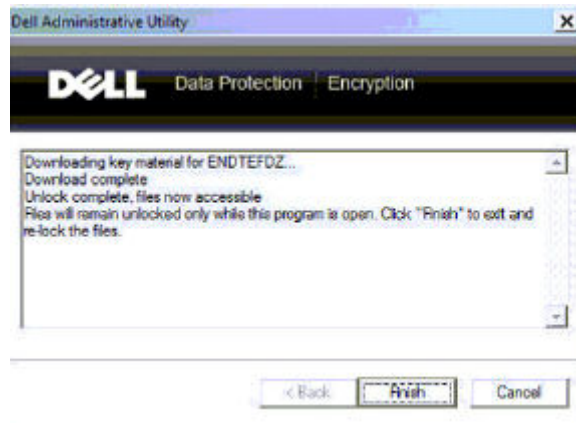 Dell Administrative Utility
DELL Data Protection | Encryption
Downloading key material for ENDTEFDZ...
Download complete
Unlock complete, files now accessible
Files will remain unlocked only while this program is open. Click "Finish" to exit and
re-lock the files.
< Back Finish Cancel